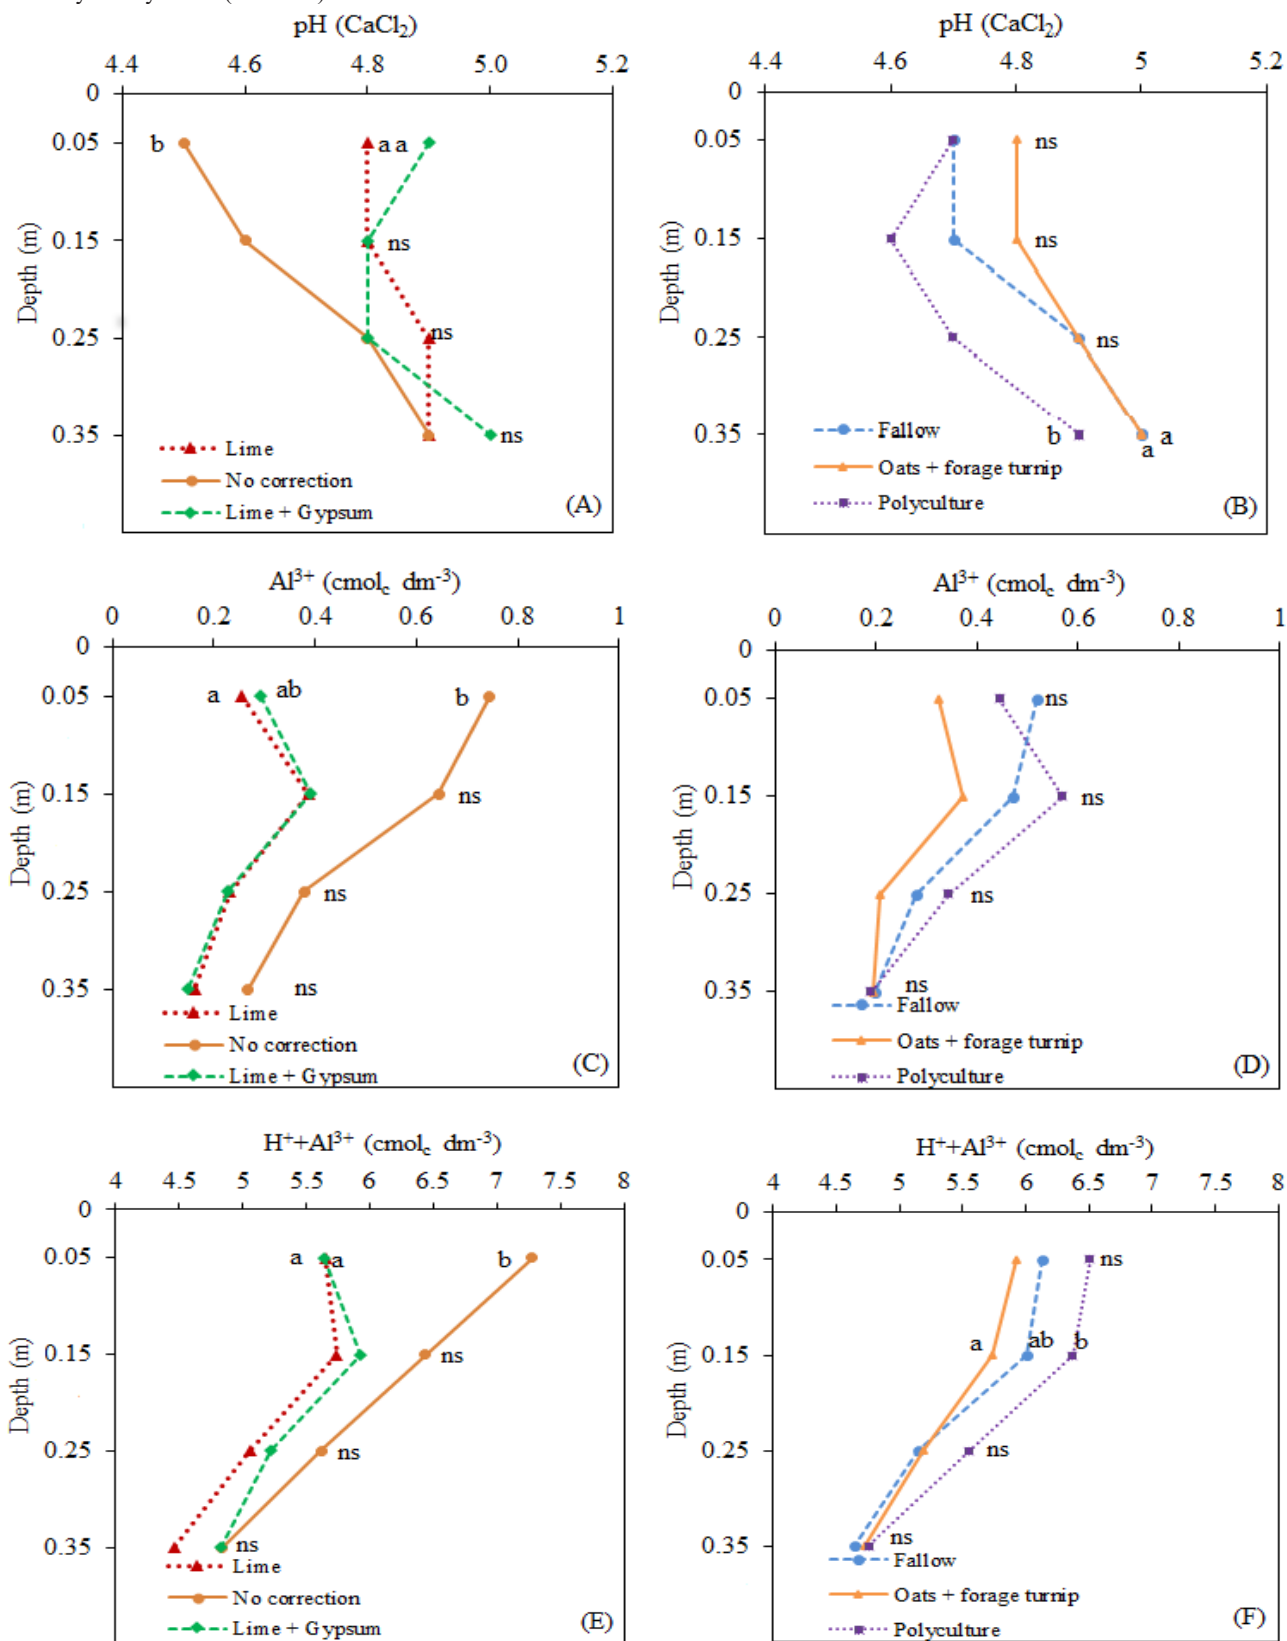 pH (CaCl₂)
4.4 4.6 4.8 5.0 5.2
0
0.05
0.15
0.25
0.35
Depth (m)
b
a a
ns
ns
ns
Lime
No correction
Lime + Gypsum
(A)
pH (CaCl₂)
4.4 4.6 4.8 5 5.2
0
0.05
0.15
0.25
0.35
Depth (m)
ns
ns
ns
b
a
a
Fallow
Oats + forage turnip
Polyculture
(B)
Al³⁺ (cmol꜀ dm⁻³)
0 0.2 0.4 0.6 0.8 1
0
0.05
0.15
0.25
0.35
Depth (m)
a ab b
ns
ns
ns
Lime
No correction
Lime + Gypsum
(C)
Al³⁺ (cmol꜀ dm⁻³)
0 0.2 0.4 0.6 0.8 1
0
0.05
0.15
0.25
0.35
Depth (m)
ns
ns
ns
ns
Fallow
Oats + forage turnip
Polyculture
(D)
H⁺+Al³⁺ (cmol꜀ dm⁻³)
4 4.5 5 5.5 6 6.5 7 7.5 8
0
0.05
0.15
0.25
0.35
Depth (m)
a a b
ns
ns
ns
Lime
No correction
Lime + Gypsum
(E)
H⁺+Al³⁺ (cmol꜀ dm⁻³)
4 4.5 5 5.5 6 6.5 7 7.5 8
0
0.05
0.15
0.25
0.35
Depth (m)
ns
a ab b
ns
ns
Fallow
Oats + forage turnip
Polyculture
(F)